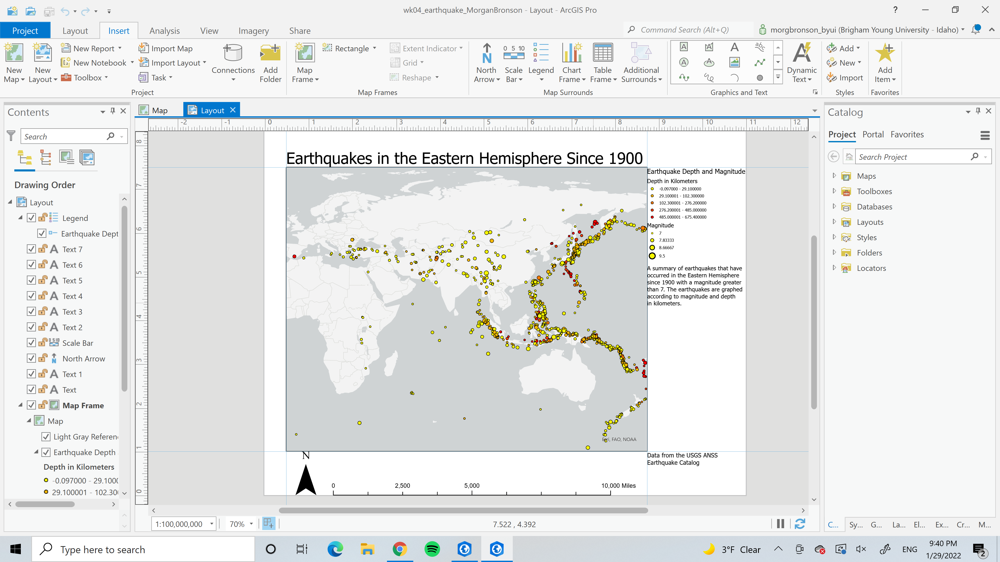 wk04_earthquake_MorganBronson - Layout - ArcGIS Pro
?
Project Layout Insert Analysis View Imagery Share
Command Search (Alt+Q)
morgbronson_byui (Brigham Young University - Idaho)
New Map
New Layout
New Report
New Notebook
Toolbox
Import Map
Import Layout
Task
Connections
Add Folder
Project
Map Frame
Rectangle
Extent Indicator
Grid
Reshape
Map Frames
North Arrow
0 5 10
Scale Bar
Legend
Chart Frame
Table Frame
Additional Surrounds
Map Surrounds
Graphics and Text
Dynamic Text
Add
New
Import
Styles
Add Item
Favorites
Contents
Search
Drawing Order
Layout
Legend
Earthquake Dept
Text 7
Text 6
Text 5
Text 4
Text 3
Text 2
Scale Bar
North Arrow
Text 1
Text
Map Frame
Map
Light Gray Referen
Earthquake Depth
Depth in Kilometers
-0.097000 - 29.1000
29.100001 - 102.30
Map
Layout
-2 -1 0 1 2 3 4 5 6 7 8 9 10 11 12
8
7
6
5
4
3
2
1
0
Earthquakes in the Eastern Hemisphere Since 1900
Earthquake Depth and Magnitude
Depth in Kilometers
-0.097000 - 29.100000
29.100001 - 102.300000
102.300001 - 276.200000
276.200001 - 485.000000
485.000001 - 675.400000
Magnitude
7
7.83333
8.66667
9.5
A summary of earthquakes that have
occurred in the Eastern Hemisphere
since 1900 with a magnitude greater
than 7. The earthquakes are graphed
according to magnitude and depth
in kilometers.
Esri, FAO, NOAA
Data from the USGS ANSS
Earthquake Catalog
N
0 2,500 5,000 10,000 Miles
1:100,000,000
70%
7.522 , 4.392
Catalog
Project Portal Favorites
Search Project
Maps
Toolboxes
Databases
Layouts
Styles
Folders
Locators
C... Sy... G... La... El... Ex... Cr... M...
Type here to search
3°F Clear
ENG
9:40 PM
1/29/2022
2